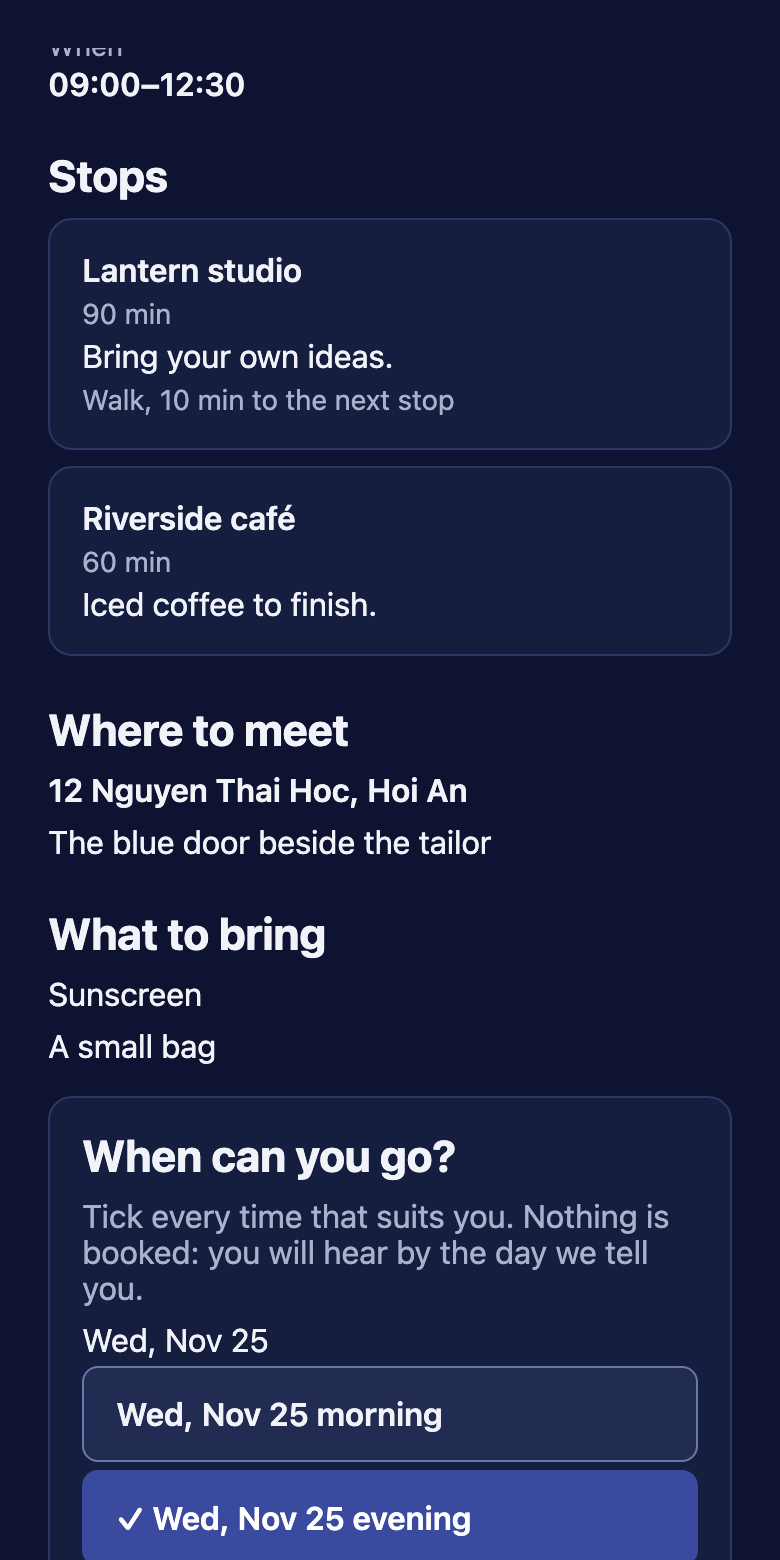 When
09:00–12:30
Stops
Lantern studio
90 min
Bring your own ideas.
Walk, 10 min to the next stop
Riverside café
60 min
Iced coffee to finish.
Where to meet
12 Nguyen Thai Hoc, Hoi An
The blue door beside the tailor
What to bring
Sunscreen
A small bag
When can you go?
Tick every time that suits you. Nothing is
booked: you will hear by the day we tell
you.
Wed, Nov 25
Wed, Nov 25 morning
✓ Wed, Nov 25 evening